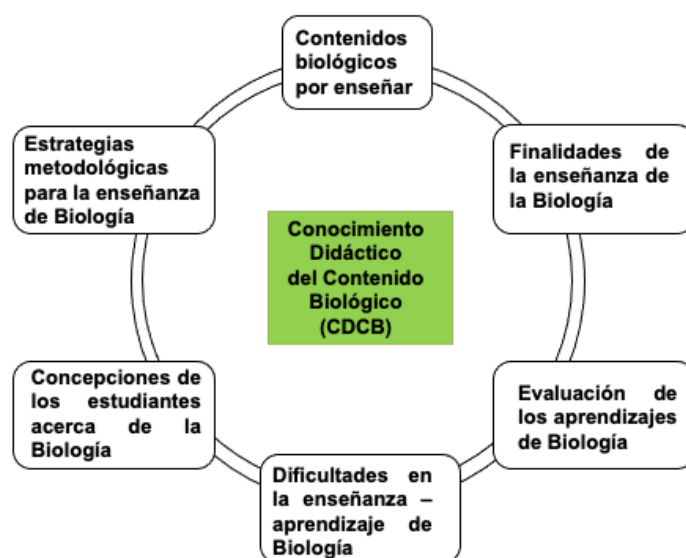 Contenidos
biológicos
por enseñar
Finalidades de
la enseñanza de
la Biología
Evaluación de
los aprendizajes
de Biología
Dificultades en
la enseñanza –
aprendizaje de
Biología
Concepciones de
los estudiantes
acerca de la
Biología
Estrategias
metodológicas
para la enseñanza
de Biología
Conocimiento
Didáctico
del Contenido
Biológico
(CDCB)